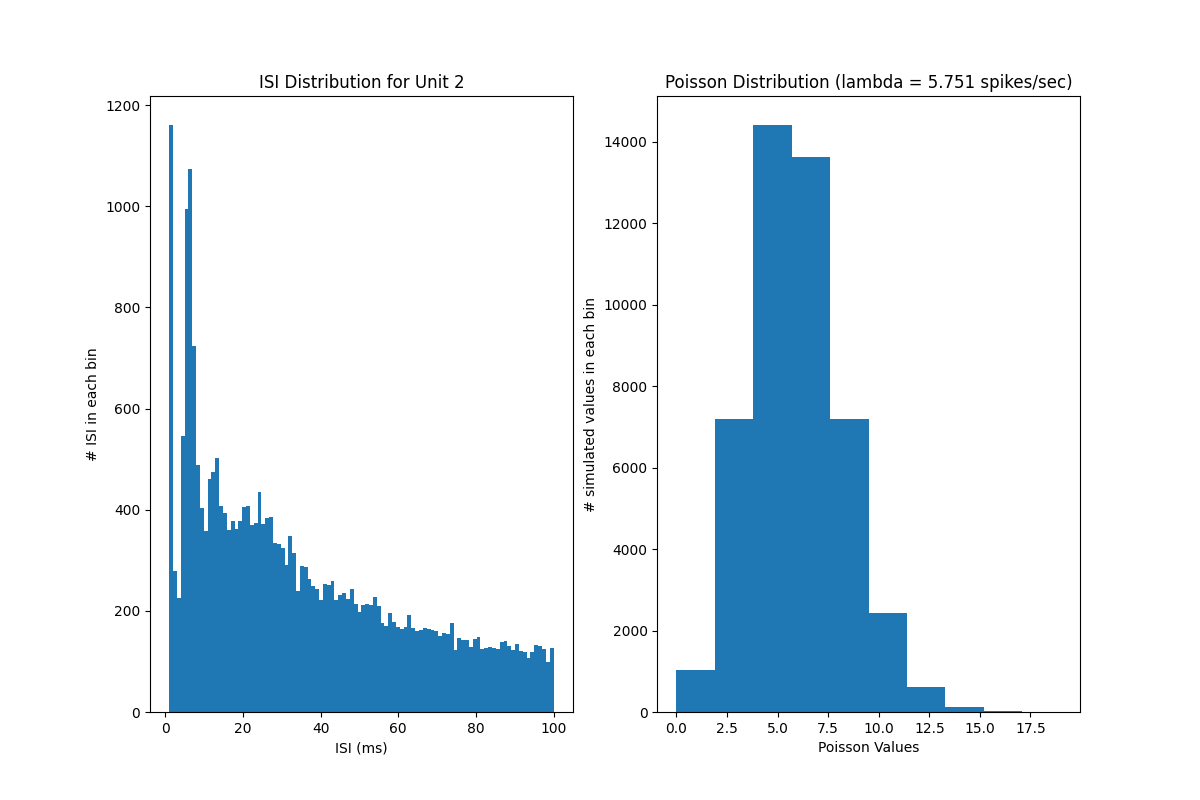 ISI Distribution for Unit 2
1200
1000
800
600
400
200
0
# ISI in each bin
0 20 40 60 80 100
ISI (ms)
Poisson Distribution (lambda = 5.751 spikes/sec)
14000
12000
10000
8000
6000
4000
2000
0
# simulated values in each bin
0.0 2.5 5.0 7.5 10.0 12.5 15.0 17.5
Poisson Values